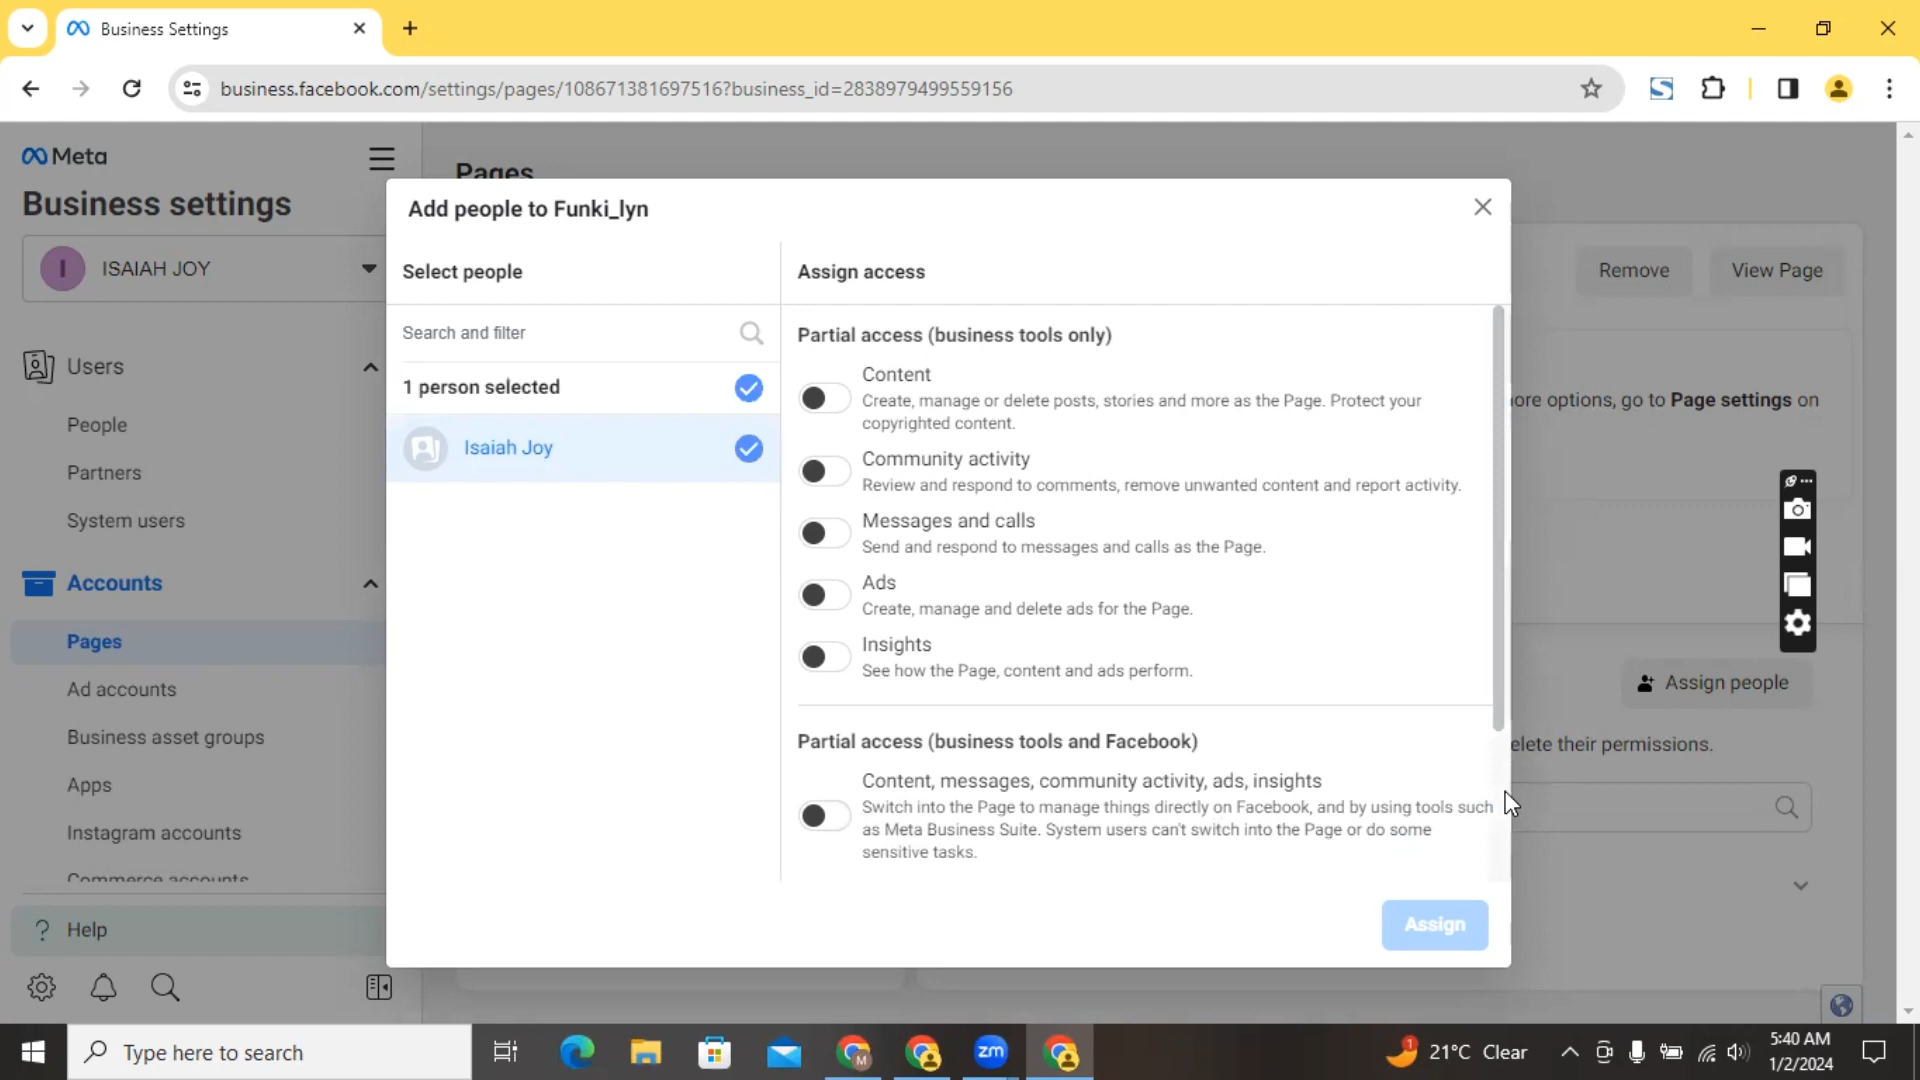 Business Settings
business.facebook.com/settings/pages/108671381697516?business_id=2838979499559156
Meta
Business settings
I
ISAIAH JOY
Users
People
Partners
System users
Accounts
Pages
Ad accounts
Business asset groups
Apps
Instagram accounts
Commerce accounts
Help
Pages
Remove
View Page
ore options, go to Page settings on
Assign people
elete their permissions.
Add people to Funki_lyn
Select people
Search and filter
1 person selected
Isaiah Joy
Assign access
Partial access (business tools only)
Content
Create, manage or delete posts, stories and more as the Page. Protect your
copyrighted content.
Community activity
Review and respond to comments, remove unwanted content and report activity.
Messages and calls
Send and respond to messages and calls as the Page.
Ads
Create, manage and delete ads for the Page.
Insights
See how the Page, content and ads perform.
Partial access (business tools and Facebook)
Content, messages, community activity, ads, insights
Switch into the Page to manage things directly on Facebook, and by using tools such
as Meta Business Suite. System users can't switch into the Page or do some
sensitive tasks.
Assign
Type here to search
M
zm
1
21°C Clear
5:40 AM
1/2/2024